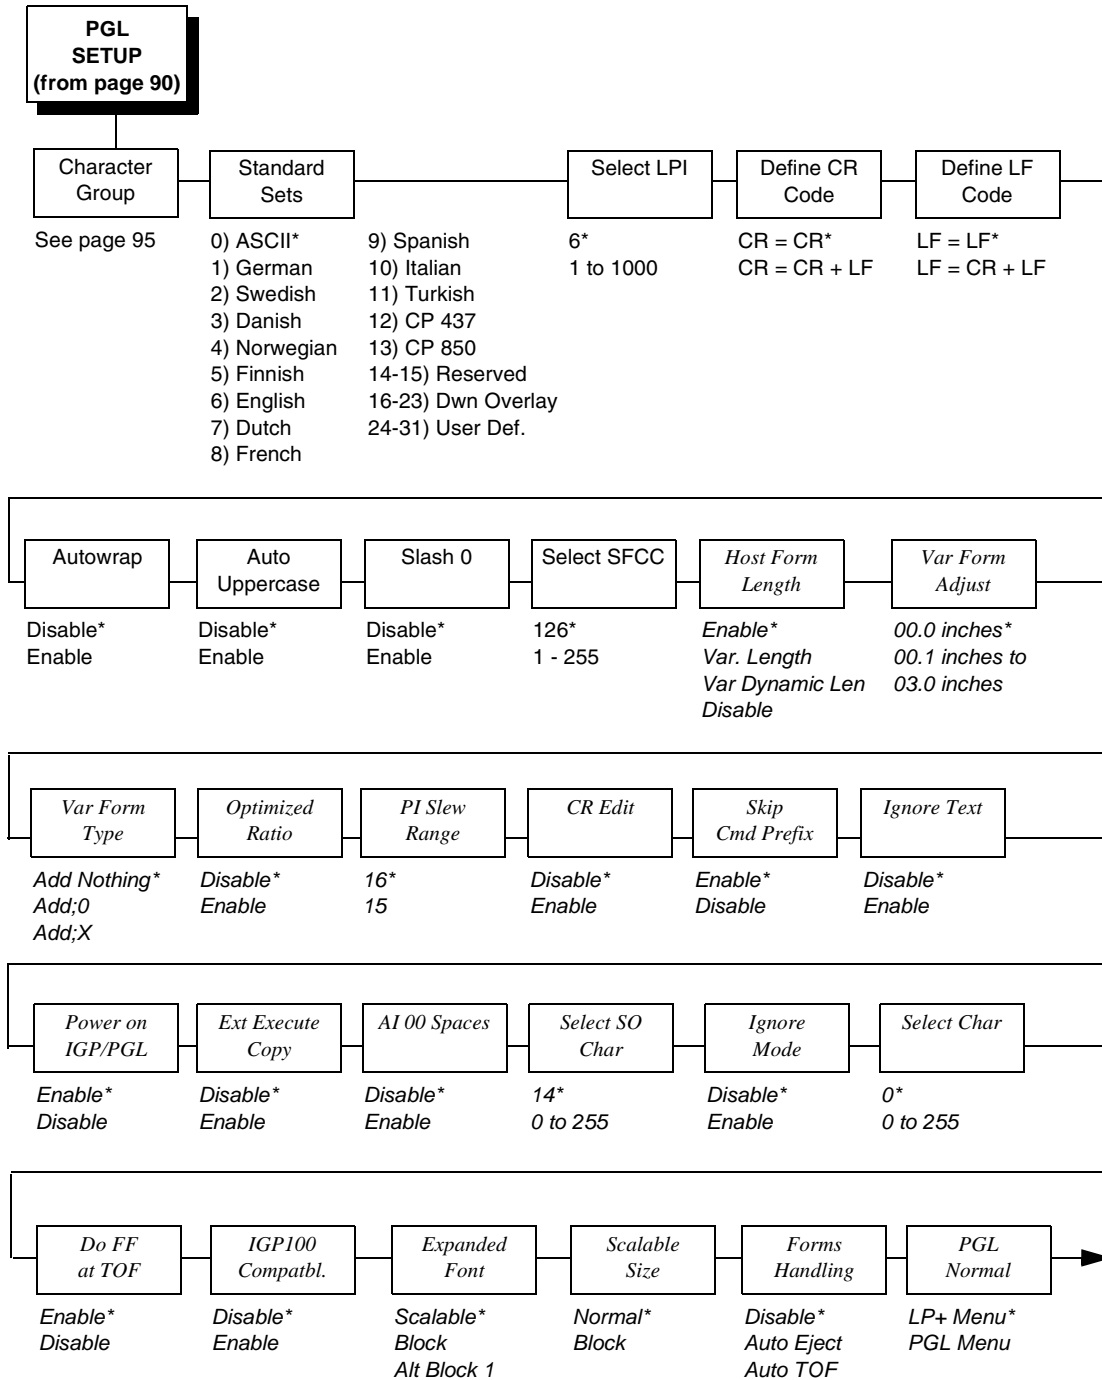 PGL
SETUP
(from page 90)
Character
Group
See page 95
Standard
Sets
0) ASCII*
1) German
2) Swedish
3) Danish
4) Norwegian
5) Finnish
6) English
7) Dutch
8) French
9) Spanish
10) Italian
11) Turkish
12) CP 437
13) CP 850
14-15) Reserved
16-23) Dwn Overlay
24-31) User Def.
Select LPI
6*
1 to 1000
Define CR
Code
CR = CR*
CR = CR + LF
Define LF
Code
LF = LF*
LF = CR + LF
Autowrap
Disable*
Enable
Auto
Uppercase
Disable*
Enable
Slash 0
Disable*
Enable
Select SFCC
126*
1 - 255
Host Form
Length
Enable*
Var. Length
Var Dynamic Len
Disable
Var Form
Adjust
00.0 inches*
00.1 inches to
03.0 inches
Var Form
Type
Add Nothing*
Add;0
Add;X
Optimized
Ratio
Disable*
Enable
PI Slew
Range
16*
15
CR Edit
Disable*
Enable
Skip
Cmd Prefix
Enable*
Disable
Ignore Text
Disable*
Enable
Power on
IGP/PGL
Enable*
Disable
Ext Execute
Copy
Disable*
Enable
AI 00 Spaces
Disable*
Enable
Select SO
Char
14*
0 to 255
Ignore
Mode
Disable*
Enable
Select Char
0*
0 to 255
Do FF
at TOF
Enable*
Disable
IGP100
Compatbl.
Disable*
Enable
Expanded
Font
Scalable*
Block
Alt Block 1
Scalable
Size
Normal*
Block
Forms
Handling
Disable*
Auto Eject
Auto TOF
PGL
Normal
LP+ Menu*
PGL Menu